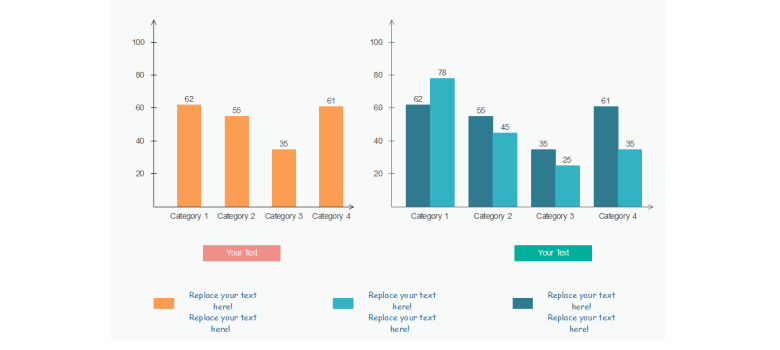 100
80
60
40
20
62
55
35
61
Category 1 Category 2 Category 3 Category 4
100
80
60
40
20
62
78
55
45
35
25
61
35
Category 1 Category 2 Category 3 Category 4
Your Text
Your Text
Replace your text
here!
Replace your text
here!
Replace your text
here!
Replace your text
here!
Replace your text
here!
Replace your text
here!